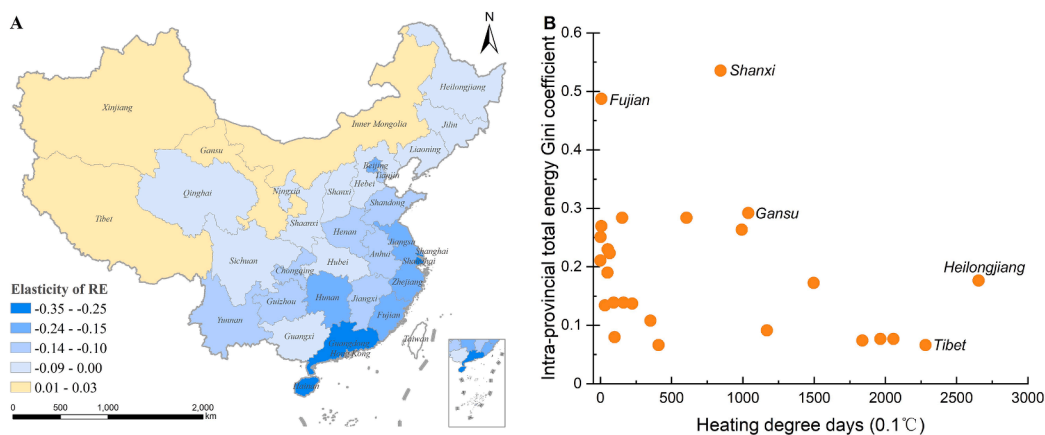 A
N
Heilongjiang
Jilin
Liaoning
Xinjiang
Inner Mongolia
Gansu
Beijing
Tianjin
Hebei
Ningxia
Shanxi
Shandong
Qinghai
Shaanxi
Henan
Jiangsu
Tibet
Anhui
Shanghai
Shanghai
Sichuan
Hubei
Chongqing
Zhejiang
Hunan
Jiangxi
Guizhou
Fujian
Yunnan
Guangxi
Guangdong
Hong Kong
Taiwan
Hainan
Elasticity of RE
-0.35 - -0.25
-0.24 - -0.15
-0.14 - -0.10
-0.09 - 0.00
0.01 - 0.03
0 500 1,000 2,000
km
B
Intra-provincial total energy Gini coefficient
0.6
0.5
0.4
0.3
0.2
0.1
0
Shanxi
Fujian
Gansu
Heilongjiang
Tibet
0 500 1000 1500 2000 2500 3000
Heating degree days (0.1℃)